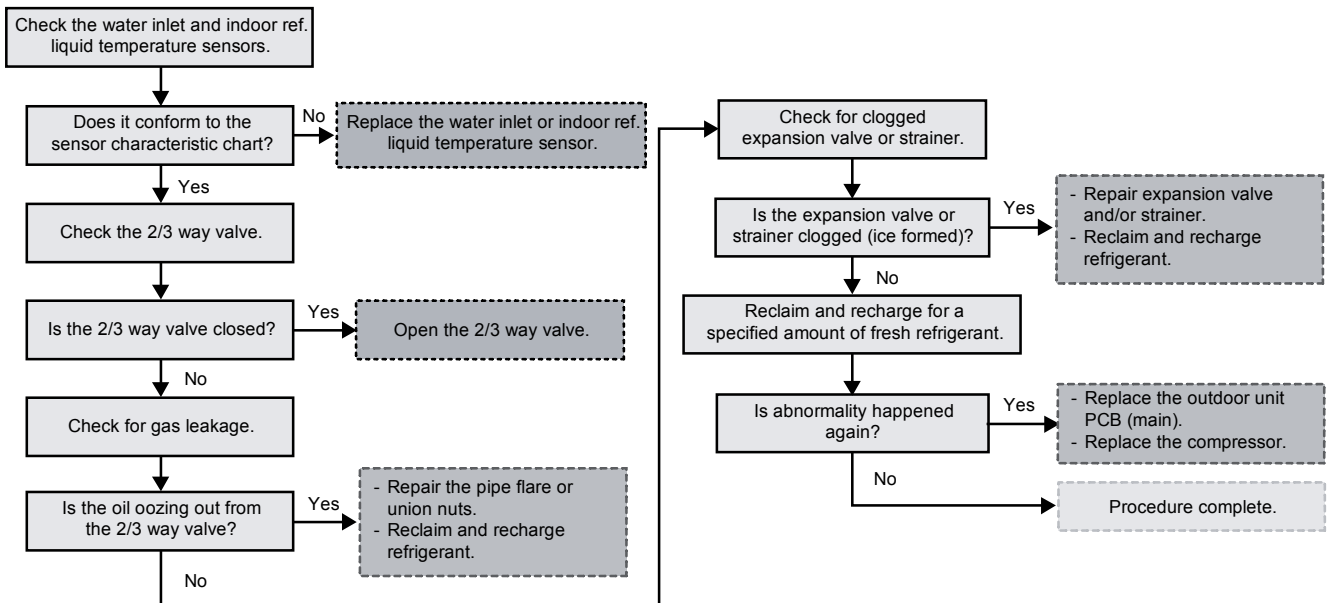 Check the water inlet and indoor ref.
liquid temperature sensors.
Does it conform to the
sensor characteristic chart?
No
Replace the water inlet or indoor ref.
liquid temperature sensor.
Yes
Check the 2/3 way valve.
Is the 2/3 way valve closed?
Yes
Open the 2/3 way valve.
No
Check for gas leakage.
Is the oil oozing out from
the 2/3 way valve?
Yes
- Repair the pipe flare or
union nuts.
- Reclaim and recharge
refrigerant.
No
Check for clogged
expansion valve or strainer.
Is the expansion valve or
strainer clogged (ice formed)?
Yes
- Repair expansion valve
and/or strainer.
- Reclaim and recharge
refrigerant.
No
Reclaim and recharge for a
specified amount of fresh refrigerant.
Is abnormality happened
again?
Yes
- Replace the outdoor unit
PCB (main).
- Replace the compressor.
No
Procedure complete.